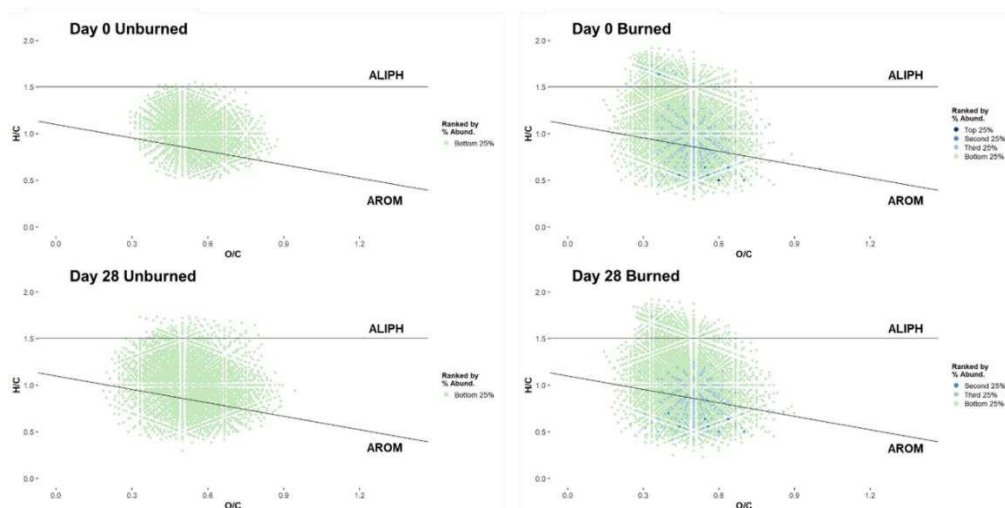 Day 0 Unburned
2.0
ALIPH
1.5
H/C
1.0
Ranked by
% Abund.
Bottom 25%
0.5
AROM
0.0
0.0 0.3 0.6 0.9 1.2
O/C
Day 0 Burned
2.0
ALIPH
1.5
H/C
1.0
Ranked by
% Abund.
Top 25%
Second 25%
Third 25%
Bottom 25%
0.5
AROM
0.0
0.0 0.3 0.6 0.9 1.2
O/C
Day 28 Unburned
2.0
ALIPH
1.5
H/C
1.0
Ranked by
% Abund.
Bottom 25%
0.5
AROM
0.0
0.0 0.3 0.6 0.9 1.2
O/C
Day 28 Burned
2.0
ALIPH
1.5
H/C
1.0
Ranked by
% Abund.
Second 25%
Third 25%
Bottom 25%
0.5
AROM
0.0
0.0 0.3 0.6 0.9 1.2
O/C